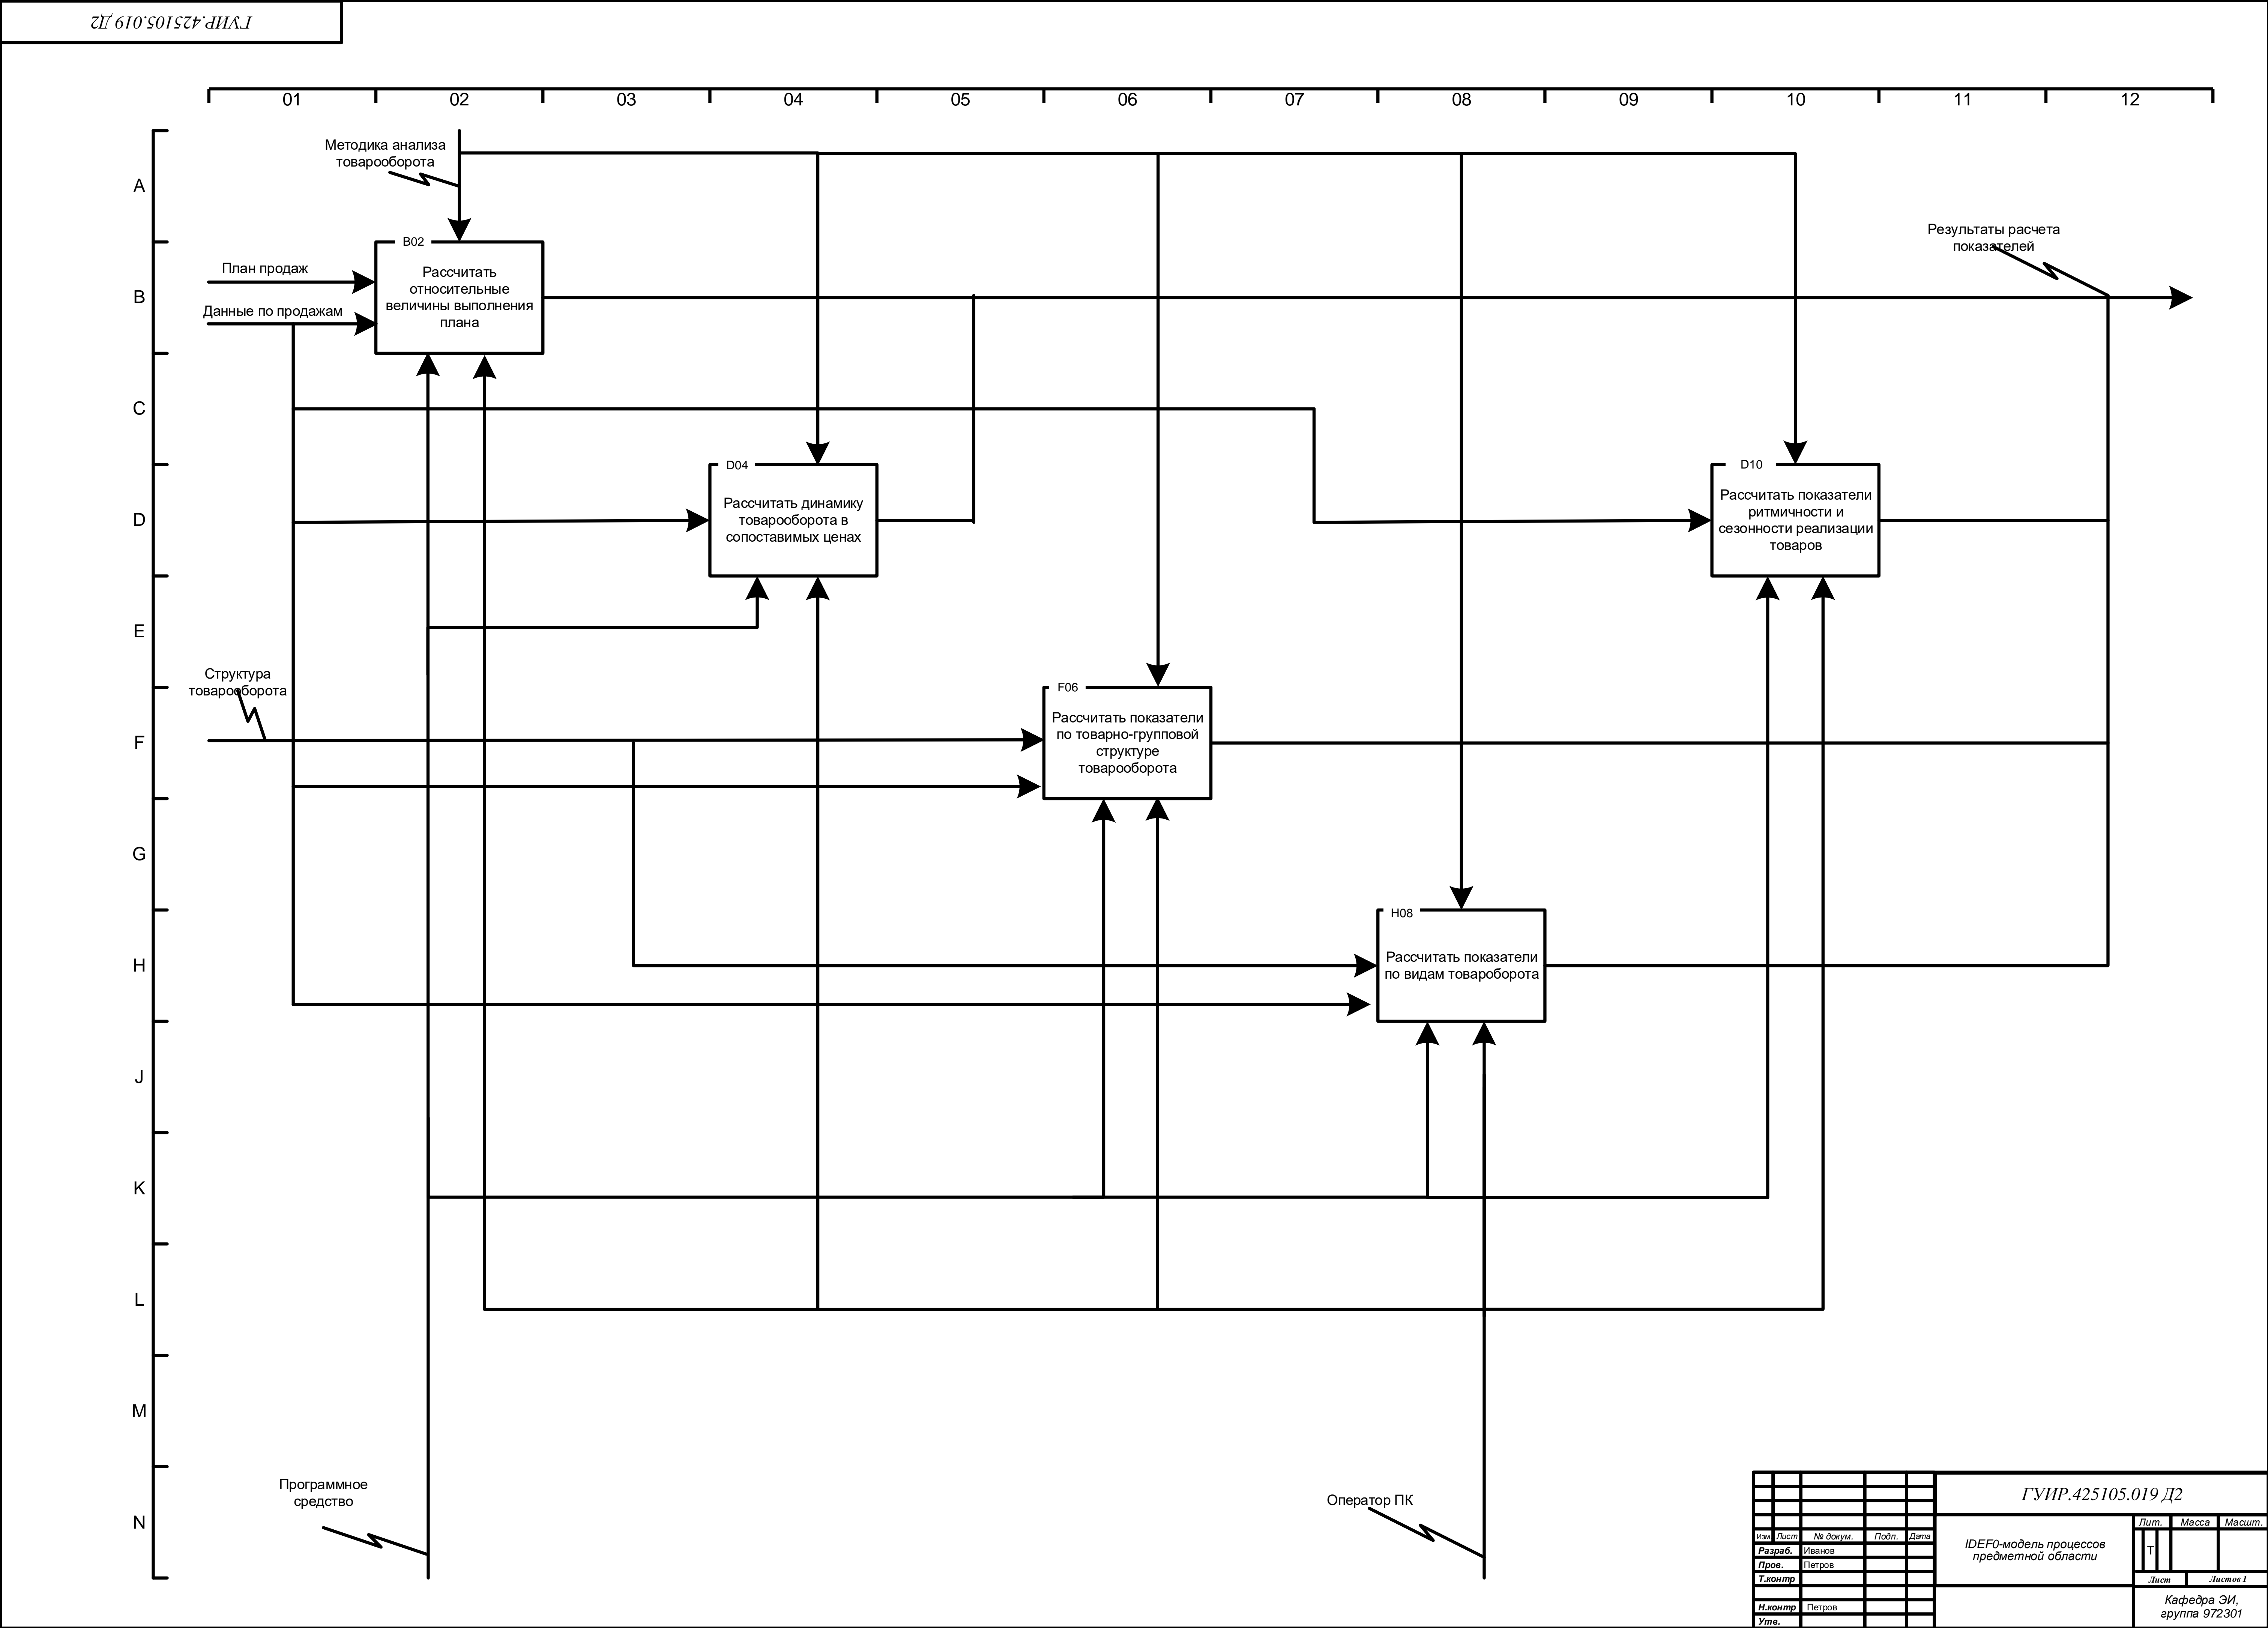 ГУИР.425105.019 Д2
01 02 03 04 05 06 07 08 09 10 11 12
A
B
C
D
E
F
G
H
J
K
L
M
N
Методика анализа
товарооборота
План продаж
Данные по продажам
B02
Рассчитать
относительные
величины выполнения
плана
Результаты расчета
показателей
D04
Рассчитать динамику
товарооборота в
сопоставимых ценах
D10
Рассчитать показатели
ритмичности и
сезонности реализации
товаров
Структура
товарооборота
F06
Рассчитать показатели
по товарно-групповой
структуре
товарооборота
H08
Рассчитать показатели
по видам товароборота
Программное
средство
Оператор ПК
ГУИР.425105.019 Д2
Изм Лист № докум. Подп. Дата
Разраб. Иванов
Пров. Петров
Т.контр
Н.контр Петров
Утв.
IDEF0-модель процессов
предметной области
Лит. Масса Масшт.
Т
Лист Листов 1
Кафедра ЭИ,
группа 972301